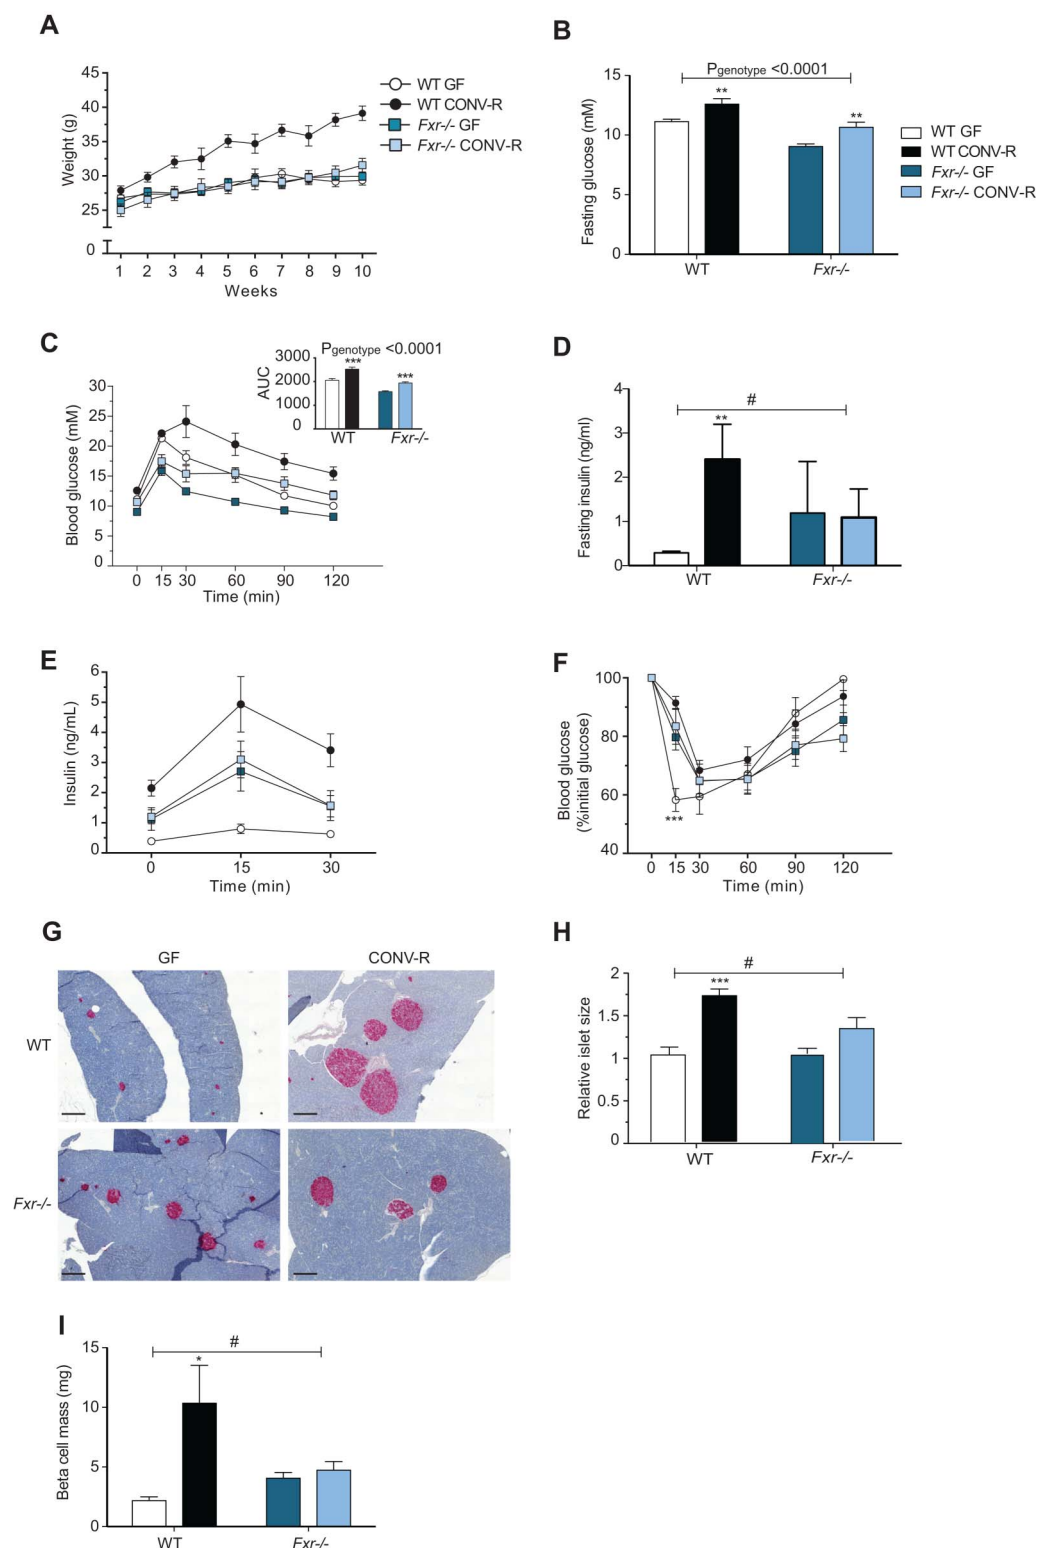 A
45
40
35
30
25
0
Weight (g)
1 2 3 4 5 6 7 8 9 10
Weeks
WT GF
WT CONV-R
Fxr-/- GF
Fxr-/- CONV-R
B
Pgenotype <0.0001
15
10
5
0
Fasting glucose (mM)
**
**
WT
Fxr-/-
WT GF
WT CONV-R
Fxr-/- GF
Fxr-/- CONV-R
C
Pgenotype <0.0001
3000
2000
1000
0
AUC
***
***
WT
Fxr-/-
30
25
20
15
10
5
0
Blood glucose (mM)
0 15 30 60 90 120
Time (min)
D
4
3
2
1
0
Fasting insulin (ng/ml)
#
**
WT
Fxr-/-
E
6
5
4
3
2
1
0
Insulin (ng/mL)
0 15 30
Time (min)
F
100
80
60
40
Blood glucose
(%initial glucose)
***
0 15 30 60 90 120
Time (min)
G
GF
CONV-R
WT
Fxr-/-
H
2
1.5
1
0.5
0
Relative islet size
#
***
WT
Fxr-/-
I
15
10
5
0
Beta cell mass (mg)
#
*
WT
Fxr-/-